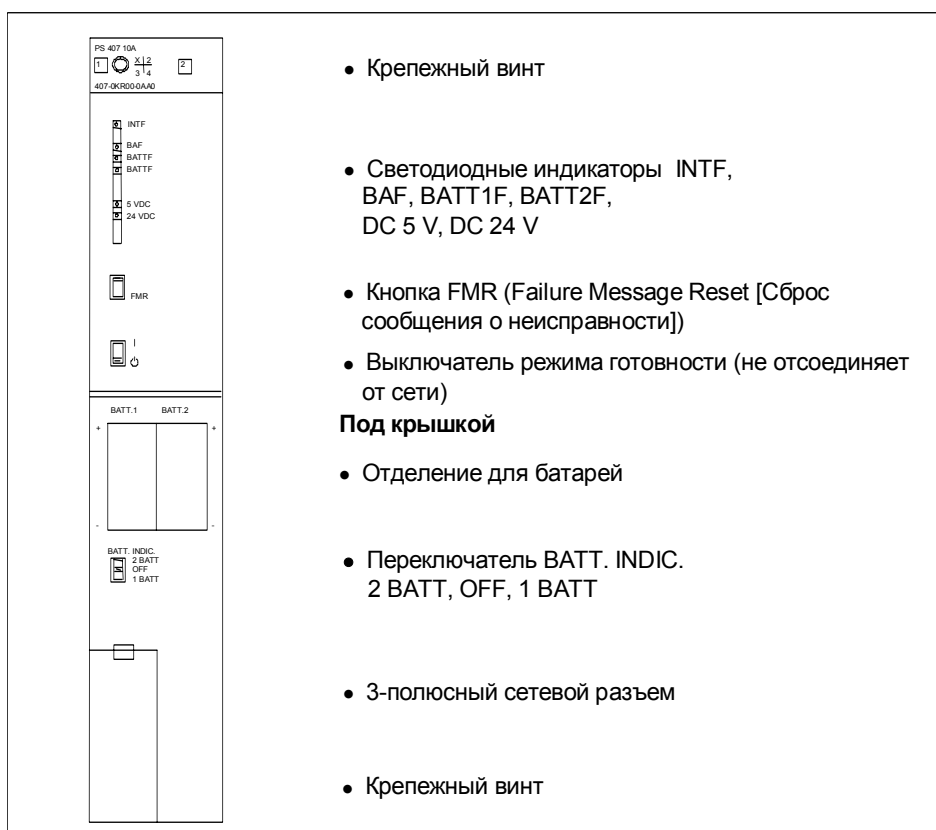 PS 407 10A
1 X 2 3 4 2
407-0KR00-0AA0
INTF
BAF
BATTF
BATTF
5 VDC
24 VDC
FMR
I
BATT.1 BATT.2
+ +
- -
BATT. INDIC.
2 BATT
OFF
1 BATT
• Крепежный винт
• Светодиодные индикаторы INTF,
BAF, BATT1F, BATT2F,
DC 5 V, DC 24 V
• Кнопка FMR (Failure Message Reset [Сброс
сообщения о неисправности])
• Выключатель режима готовности (не отсоединяет
от сети)
Под крышкой
• Отделение для батарей
• Переключатель BATT. INDIC.
2 BATT, OFF, 1 BATT
• 3-полюсный сетевой разъем
• Крепежный винт